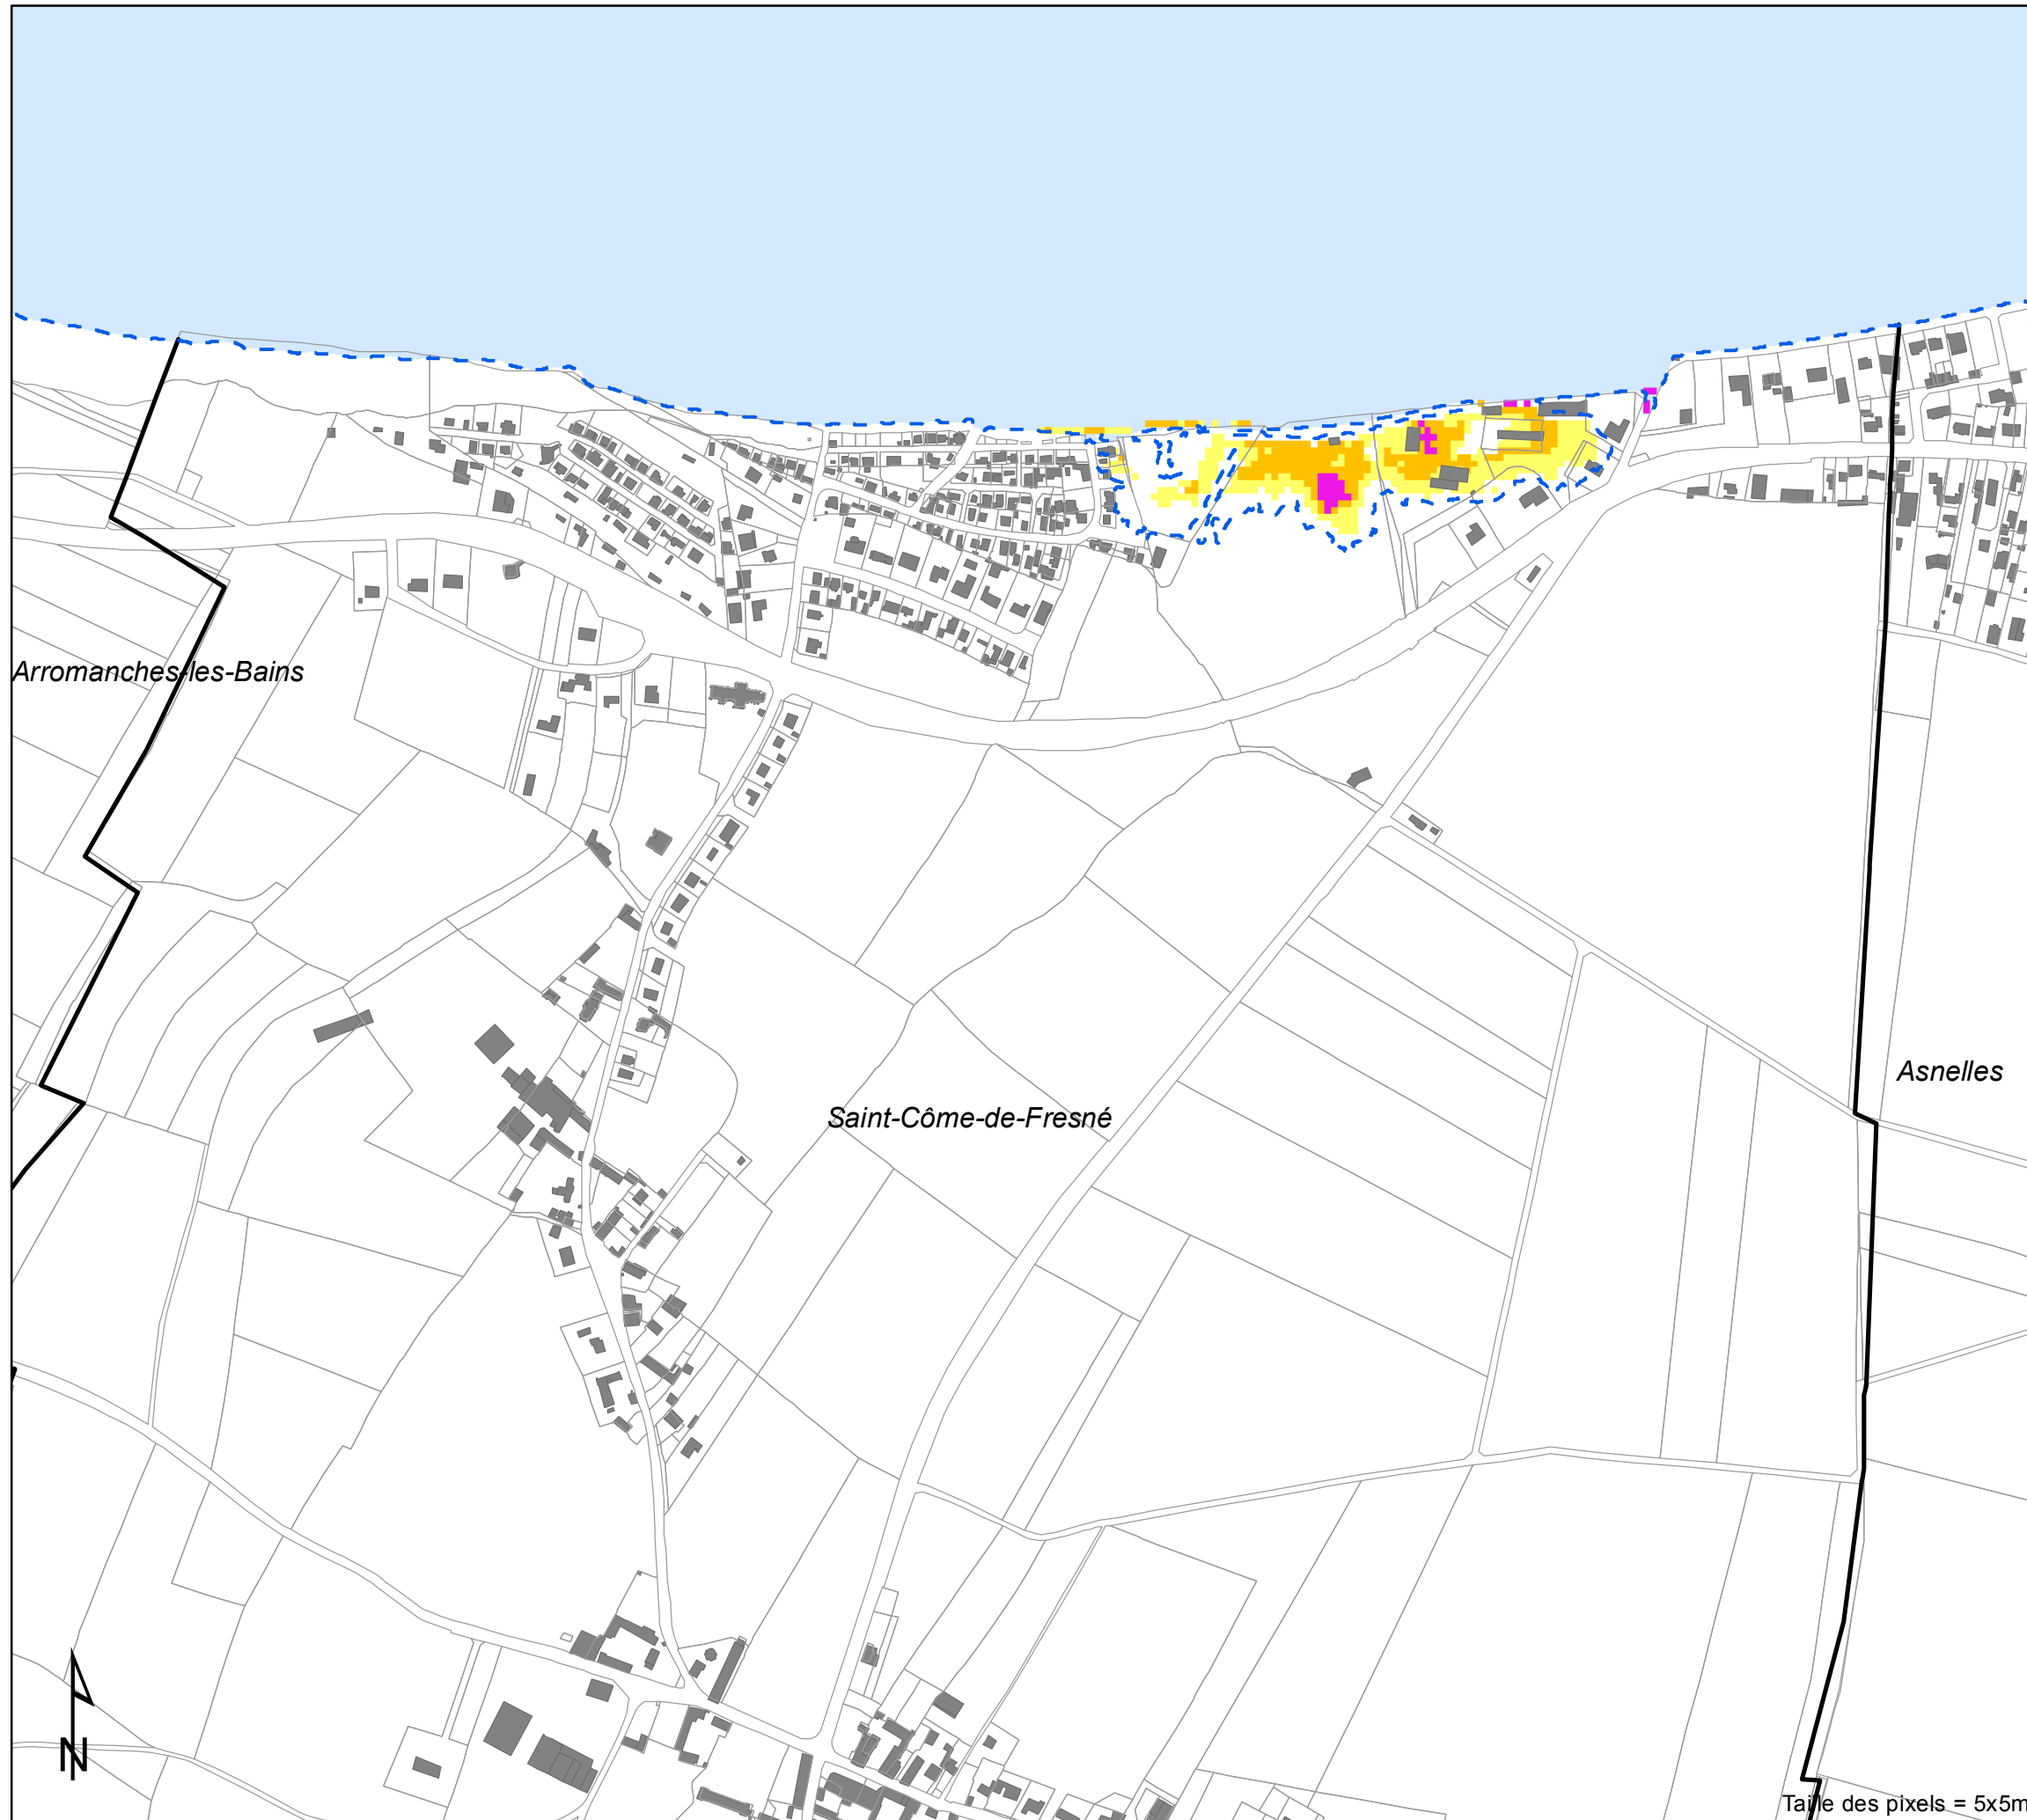 Arromanches-les-Bains
Asnelles
Saint-Côme-de-Fresné
N
Taille des pixels = 5x5m